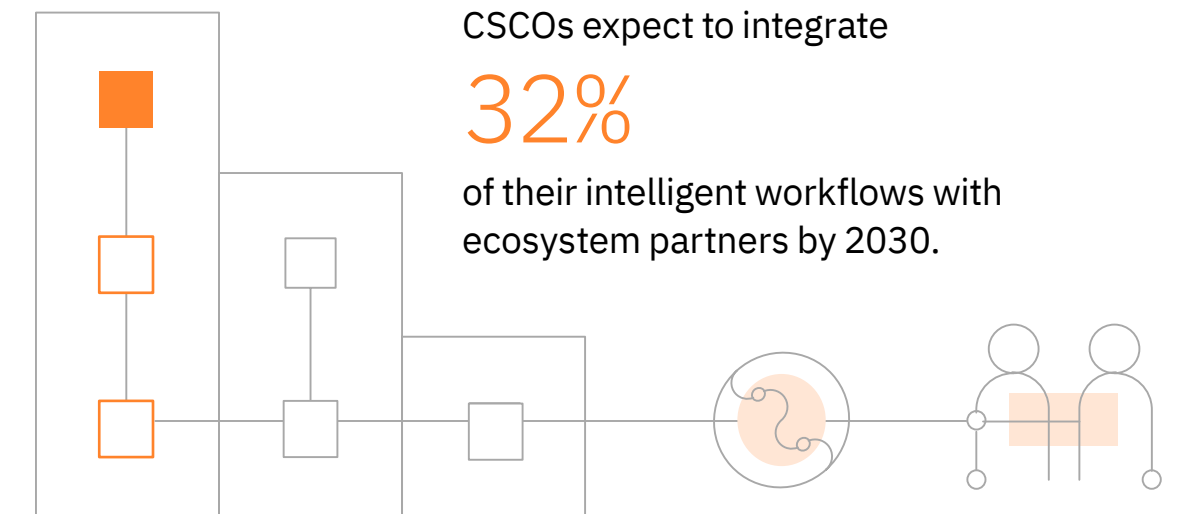 CSCOs expect to integrate
32%
of their intelligent workflows with
ecosystem partners by 2030.